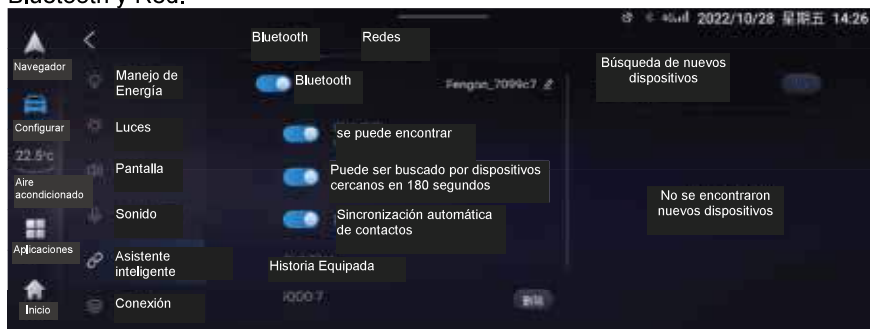 Bluetooth y Red.
2022/10/28 星期五 14:26
Bluetooth
Redes
Navegador
Configurar
22.5°c
Aire
acondicionado
Aplicaciones
Inicio
Manejo de
Energía
Luces
Pantalla
Sonido
Asistente
inteligente
Conexión
Bluetooth
Fengon_7099c7
se puede encontrar
Puede ser buscado por dispositivos
cercanos en 180 segundos
Sincronización automática
de contactos
Historia Equipada
删除
Búsqueda de nuevos
dispositivos
No se encontraron
nuevos dispositivos